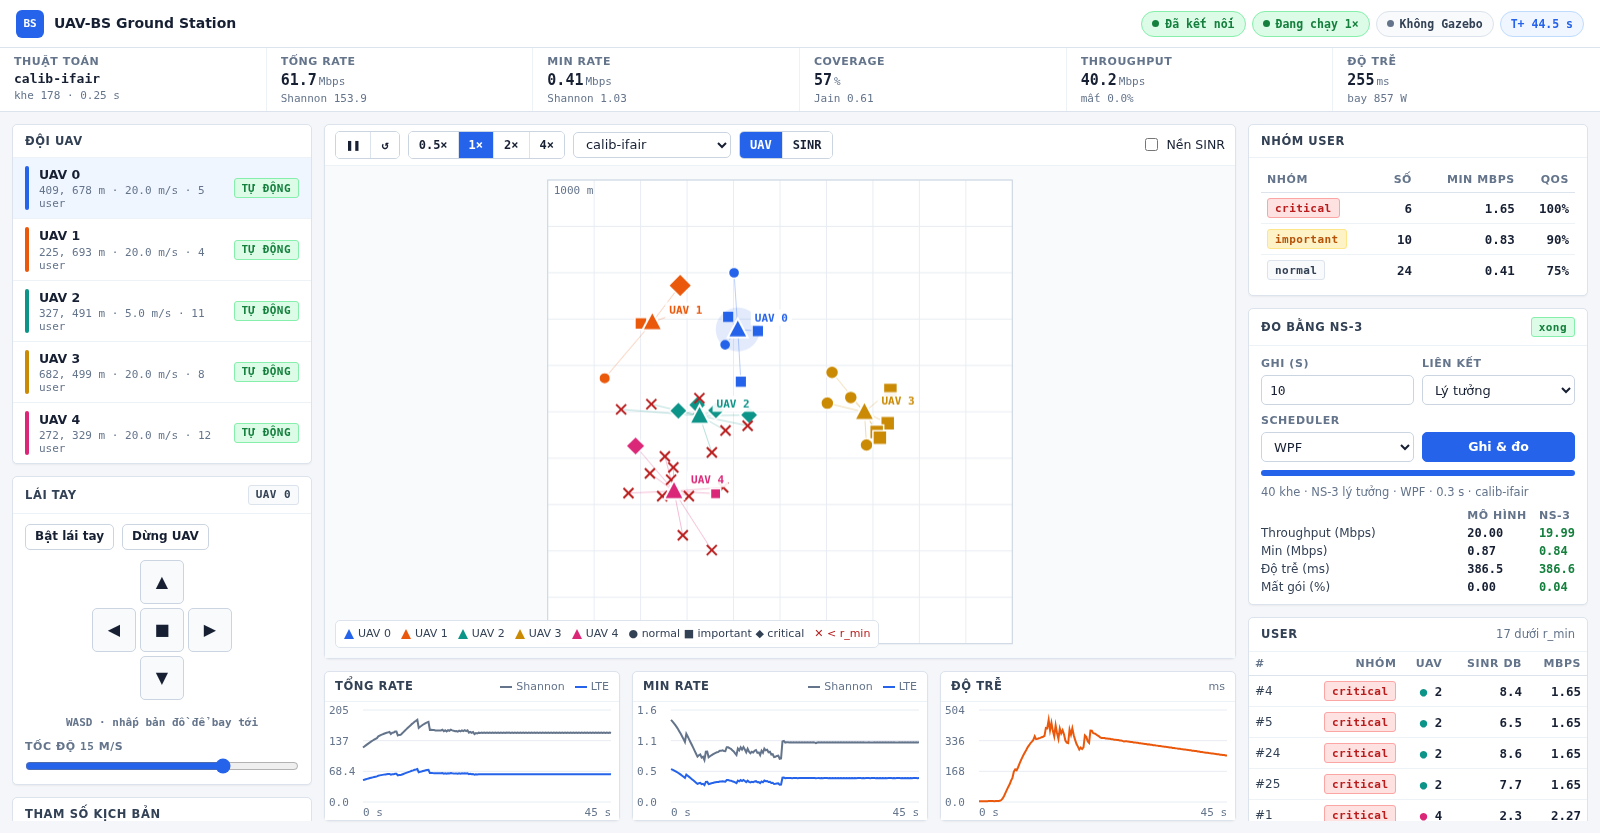 BS UAV-BS Ground Station
Đã kết nối
Đang chạy 1×
Không Gazebo
T+ 44.5 s
THUẬT TOÁN
calib-ifair
khe 178 · 0.25 s
TỔNG RATE
61.7 Mbps
Shannon 153.9
MIN RATE
0.41 Mbps
Shannon 1.03
COVERAGE
57 %
Jain 0.61
THROUGHPUT
40.2 Mbps
mất 0.0%
ĐỘ TRỄ
255 ms
bay 857 W
ĐỘI UAV
UAV 0
409, 678 m · 20.0 m/s · 5
user
TỰ ĐỘNG
UAV 1
225, 693 m · 20.0 m/s · 4
user
TỰ ĐỘNG
UAV 2
327, 491 m · 5.0 m/s · 11
user
TỰ ĐỘNG
UAV 3
682, 499 m · 20.0 m/s · 8
user
TỰ ĐỘNG
UAV 4
272, 329 m · 20.0 m/s · 12
user
TỰ ĐỘNG
LÁI TAY UAV 0
Bật lái tay Dừng UAV
WASD · nhấp bản đồ để bay tới
TỐC ĐỘ 15 M/S
THAM SỐ KỊCH BẢN
0.5× 1× 2× 4× calib-ifair UAV SINR Nền SINR
1000 m
UAV 1
UAV 0
UAV 2
UAV 3
UAV 4
UAV 0 UAV 1 UAV 2 UAV 3 UAV 4 normal important critical < r_min
TỔNG RATE Shannon LTE
205
137
68.4
0.0
0 s 45 s
MIN RATE Shannon LTE
1.6
1.1
0.5
0.0
0 s 45 s
ĐỘ TRỄ ms
504
336
168
0.0
0 s 45 s
NHÓM USER
NHÓM SỐ MIN MBPS QOS
critical 6 1.65 100%
important 10 0.83 90%
normal 24 0.41 75%
ĐO BẰNG NS-3 xong
GHI (S) LIÊN KẾT
10 Lý tưởng
SCHEDULER
WPF Ghi & đo
40 khe · NS-3 lý tưởng · WPF · 0.3 s · calib-ifair
MÔ HÌNH NS-3
Throughput (Mbps) 20.00 19.99
Min (Mbps) 0.87 0.84
Độ trễ (ms) 386.5 386.6
Mất gói (%) 0.00 0.04
USER 17 dưới r_min
# NHÓM UAV SINR DB MBPS
#4 critical 2 8.4 1.65
#5 critical 2 6.5 1.65
#24 critical 2 8.6 1.65
#25 critical 2 7.7 1.65
#1 critical 4 2.3 2.27